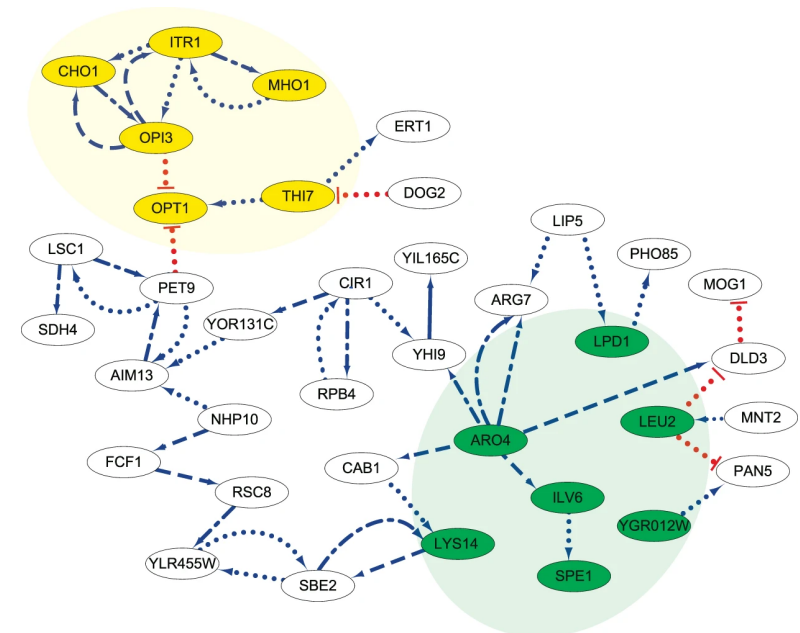 ITR1
CHO1
MHO1
OPI3
ERT1
THI7
DOG2
OPT1
LIP5
LSC1
YIL165C
PHO85
PET9
CJR1
ARG7
MOG1
SDH4
YOR131C
LPD1
YHI9
DLD3
AIM13
RPB4
NHP10
LEU2
MNT2
ARO4
FCF1
CAB1
PAN5
RSC8
ILV6
YGR012W
LYS14
YLR455W
SBE2
SPE1